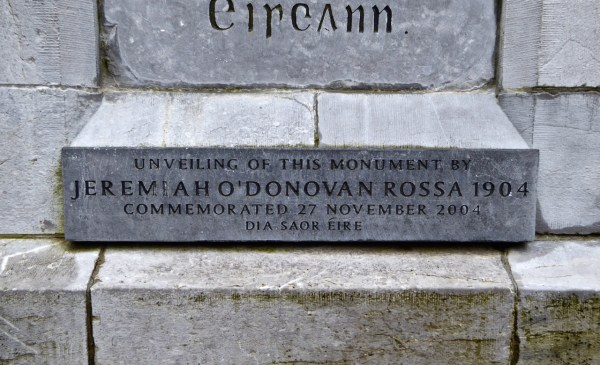 Éireann.
UNVEILING OF THIS MONUMENT BY
JEREMIAH O'DONOVAN ROSSA 1904
COMMEMORATED 27 NOVEMBER 2004
DIA SAOR ÉIRE